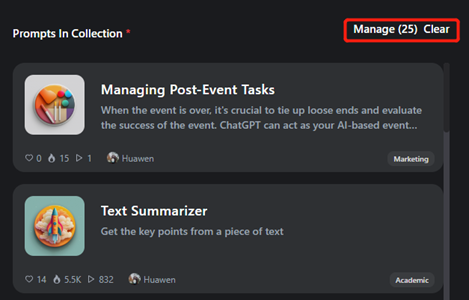 Prompts In Collection *
Manage (25) Clear
Managing Post-Event Tasks
When the event is over, it's crucial to tie up loose ends and evaluate
the success of the event. ChatGPT can act as your AI-based event...
0 15 1 Huawen
Marketing
Text Summarizer
Get the key points from a piece of text
14 5.5K 832 Huawen
Academic